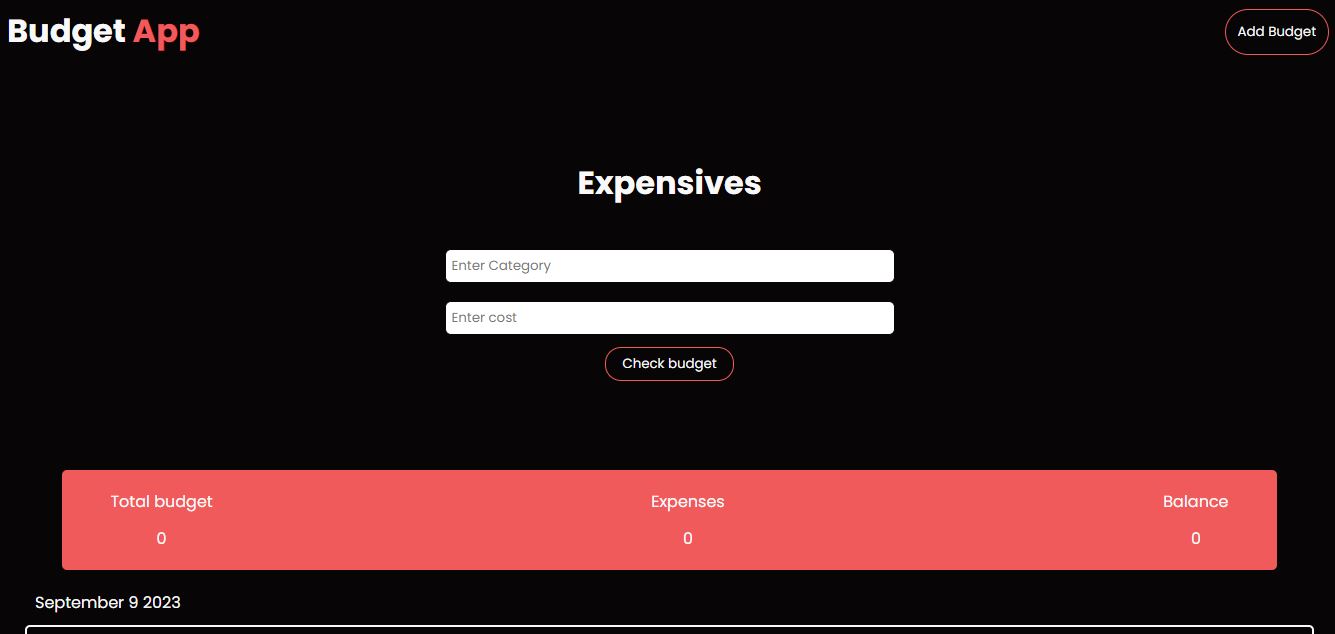 Budget App
Add Budget
Expensives
Enter Category
Enter cost
Check budget
Total budget
Expenses
Balance
0
0
0
September 9 2023